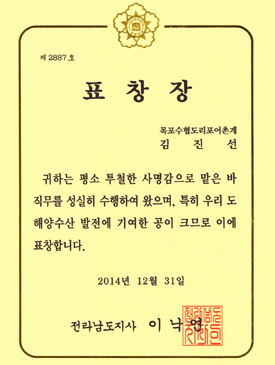 제 2887 호
표 창 장
목포수협도리포어촌계
김 진 선
귀하는 평소 투철한 사명감으로 맡은 바
직무를 성실히 수행하여 왔으며, 특히 우리 도
해양수산 발전에 기여한 공이 크므로 이에
표창합니다.
2014년 12월 31일
전라남도지사 이 낙 연